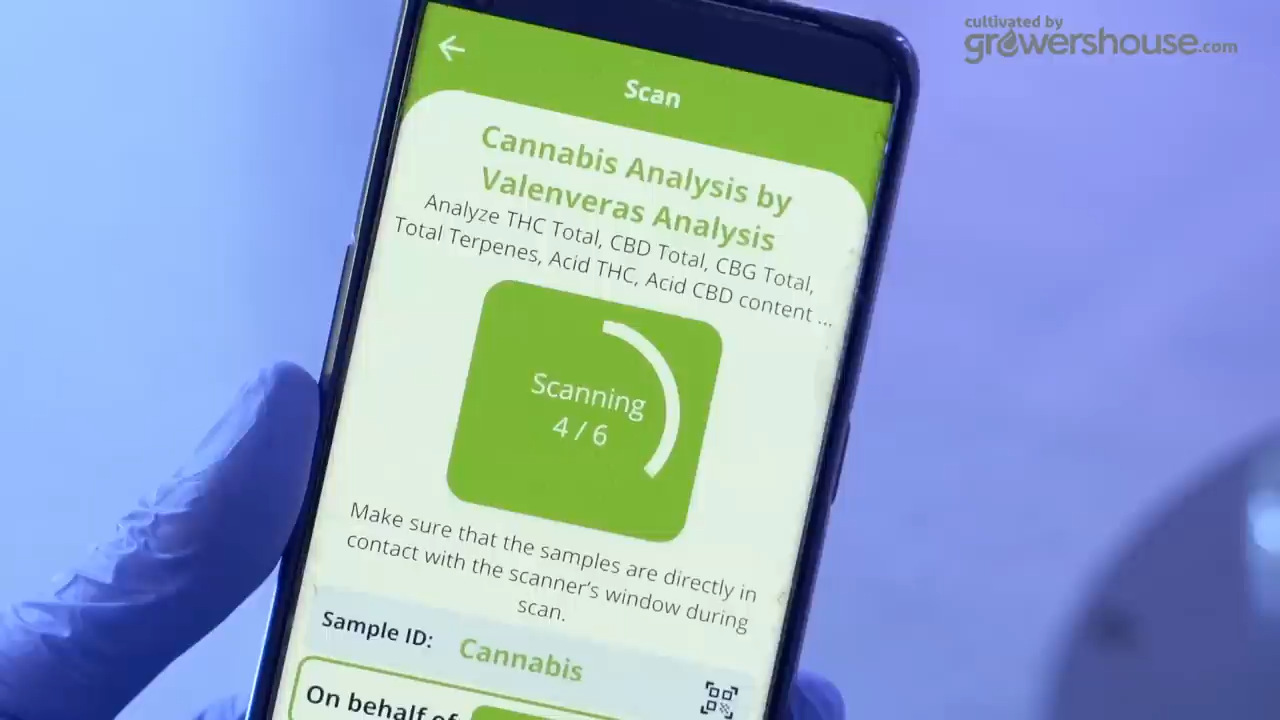 cultivated by
growershouse.com
Scan
Cannabis Analysis by
Valenveras Analysis
Analyze THC Total, CBD Total, CBG Total,
Total Terpenes, Acid THC, Acid CBD content ...
Scanning
4 / 6
Make sure that the samples are directly in
contact with the scanner's window during
scan.
Sample ID: Cannabis
On behalf of